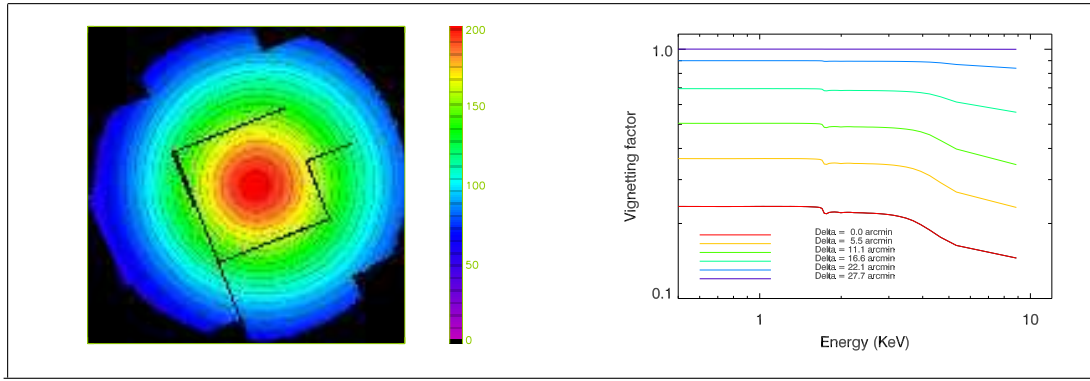 200
150
100
50
0
1.0
Vignetting factor
0.1
Delta = 0.0 arcmin
Delta = 5.5 arcmin
Delta = 11.1 arcmin
Delta = 16.6 arcmin
Delta = 22.1 arcmin
Delta = 27.7 arcmin
1
10
Energy (KeV)